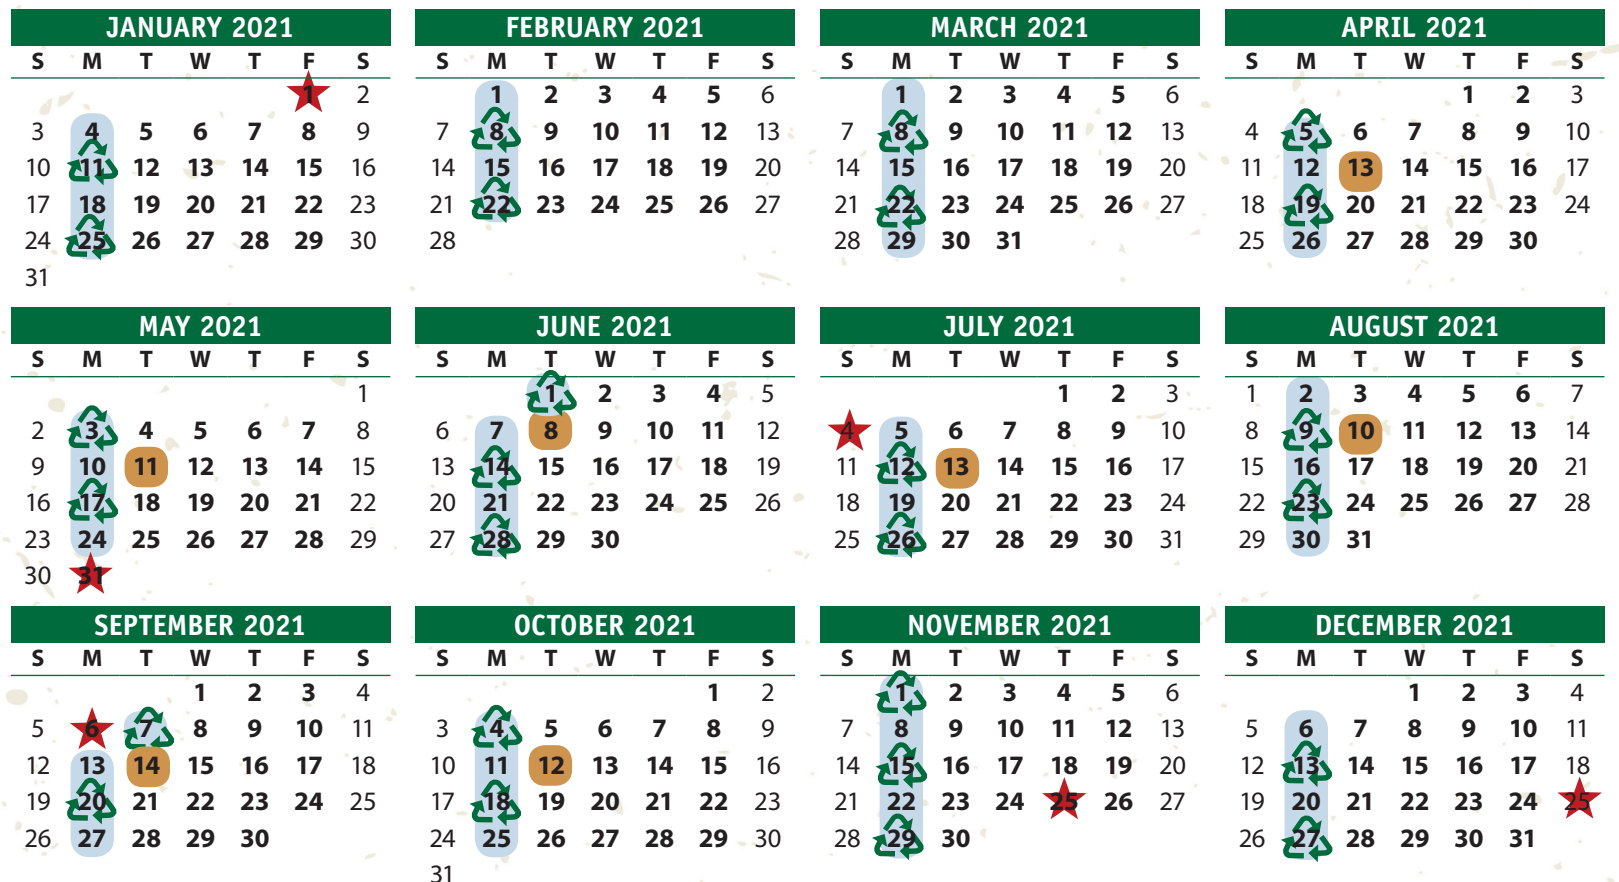 JANUARY 2021
S M T W T F S
1 2
3 4 5 6 7 8 9
10 11 12 13 14 15 16
17 18 19 20 21 22 23
24 25 26 27 28 29 30
31
FEBRUARY 2021
S M T W T F S
1 2 3 4 5 6
7 8 9 10 11 12 13
14 15 16 17 18 19 20
21 22 23 24 25 26 27
28
MARCH 2021
S M T W T F S
1 2 3 4 5 6
7 8 9 10 11 12 13
14 15 16 17 18 19 20
21 22 23 24 25 26 27
28 29 30 31
APRIL 2021
S M T W T F S
1 2 3
4 5 6 7 8 9 10
11 12 13 14 15 16 17
18 19 20 21 22 23 24
25 26 27 28 29 30
MAY 2021
S M T W T F S
1
2 3 4 5 6 7 8
9 10 11 12 13 14 15
16 17 18 19 20 21 22
23 24 25 26 27 28 29
30 31
JUNE 2021
S M T W T F S
1 2 3 4 5
6 7 8 9 10 11 12
13 14 15 16 17 18 19
20 21 22 23 24 25 26
27 28 29 30
JULY 2021
S M T W T F S
1 2 3
4 5 6 7 8 9 10
11 12 13 14 15 16 17
18 19 20 21 22 23 24
25 26 27 28 29 30 31
AUGUST 2021
S M T W T F S
1 2 3 4 5 6 7
8 9 10 11 12 13 14
15 16 17 18 19 20 21
22 23 24 25 26 27 28
29 30 31
SEPTEMBER 2021
S M T W T F S
1 2 3 4
5 6 7 8 9 10 11
12 13 14 15 16 17 18
19 20 21 22 23 24 25
26 27 28 29 30
OCTOBER 2021
S M T W T F S
1 2
3 4 5 6 7 8 9
10 11 12 13 14 15 16
17 18 19 20 21 22 23
24 25 26 27 28 29 30
31
NOVEMBER 2021
S M T W T F S
1 2 3 4 5 6
7 8 9 10 11 12 13
14 15 16 17 18 19 20
21 22 23 24 25 26 27
28 29 30
DECEMBER 2021
S M T W T F S
1 2 3 4
5 6 7 8 9 10 11
12 13 14 15 16 17 18
19 20 21 22 23 24 25
26 27 28 29 30 31